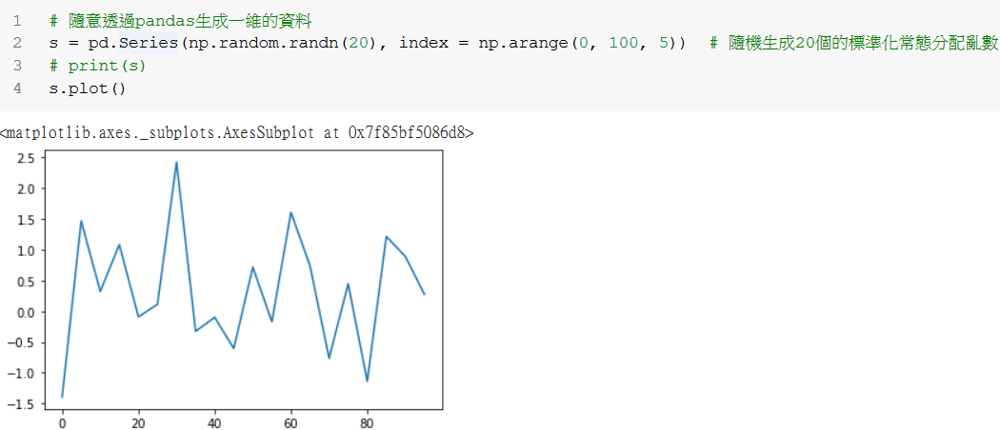 1 # 隨意透過pandas生成一維的資料
2 s = pd.Series(np.random.randn(20), index = np.arange(0, 100, 5)) # 隨機生成20個的標準化常態分配亂數
3 # print(s)
4 s.plot()
<matplotlib.axes._subplots.AxesSubplot at 0x7f85bf5086d8>
2.5
2.0
1.5
1.0
0.5
0.0
−0.5
−1.0
−1.5
0 20 40 60 80